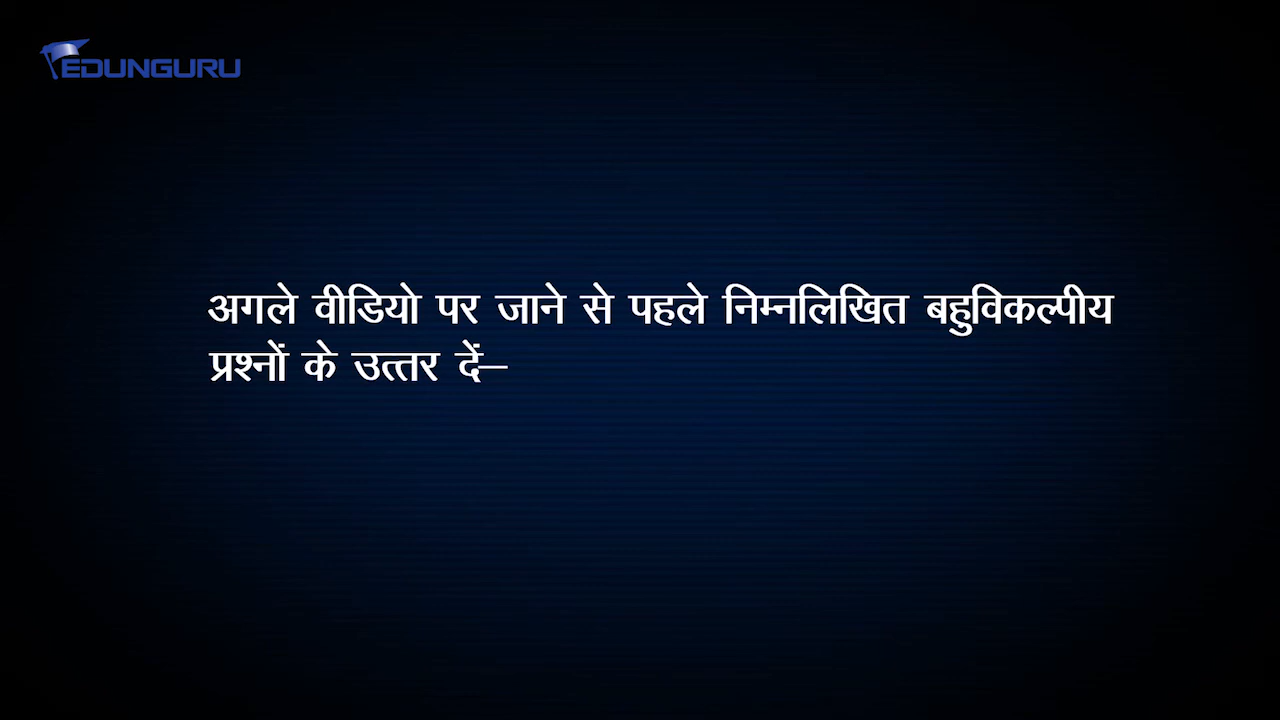 EDUNGURU
अगले वीडियो पर जाने से पहले निम्नलिखित बहुविकल्पीय
प्रश्नों के उत्तर दें–